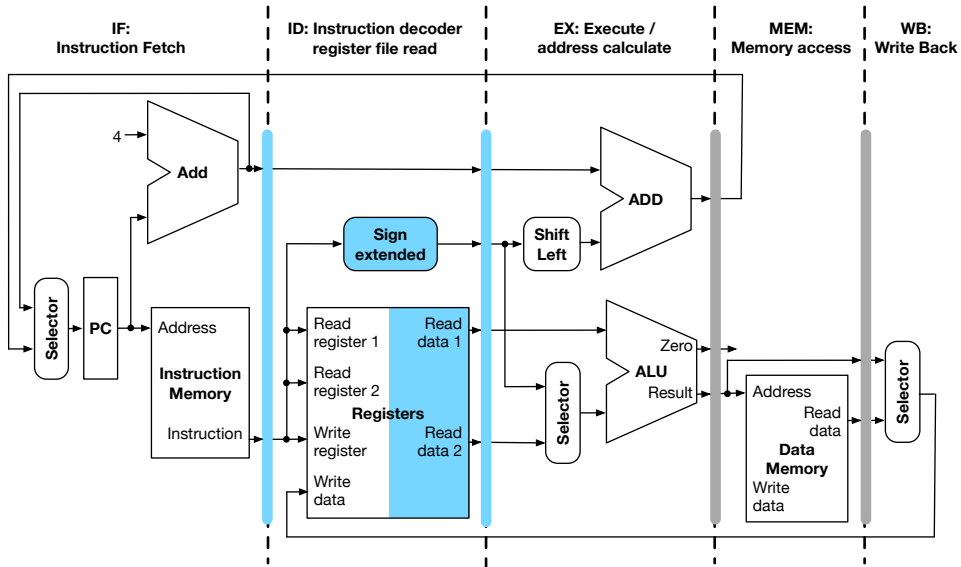 IF:
Instruction Fetch
ID: Instruction decoder
register file read
EX: Execute /
address calculate
MEM:
Memory access
WB:
Write Back
4
Add
ADD
Sign
extended
Shift
Left
Selector
PC
Address
Instruction
Memory
Instruction
Read
register 1
Read
data 1
Read
register 2
Registers
Write
register
Read
data 2
Write
data
Selector
Zero
ALU
Result
Address
Read
data
Data
Memory
Write
data
Selector